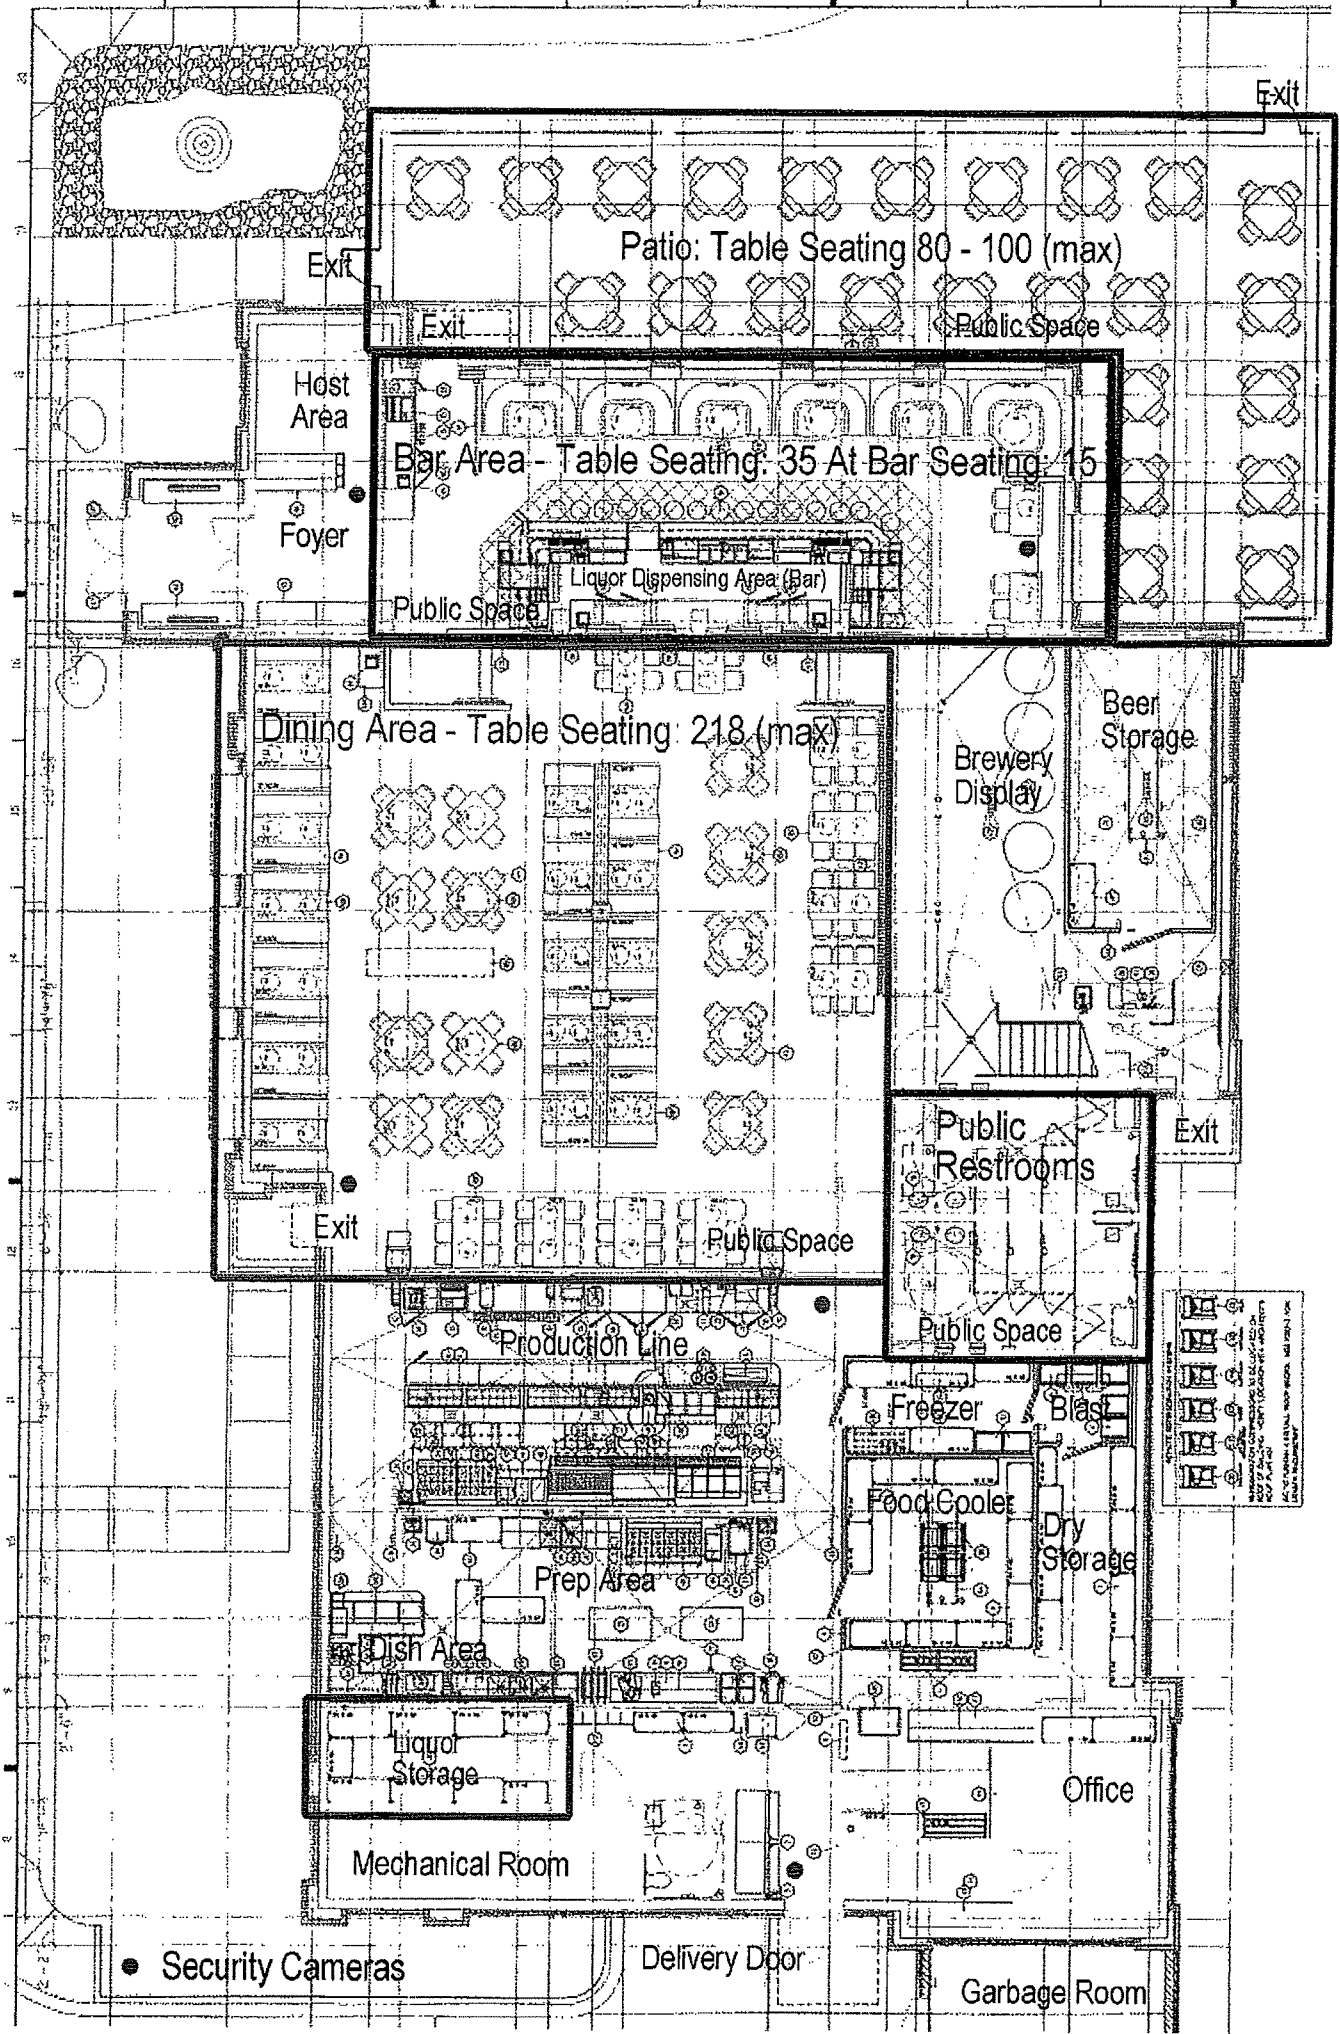 Exit
Patio: Table Seating 80 - 100 (max)
Exit
Exit
Public Space
Host
Area
Bar Area - Table Seating: 35 At Bar Seating: 15
Foyer
Liquor Dispensing Area (Bar)
Public Space
Dining Area - Table Seating: 218 (max)
Beer
Storage
Brewery
Display
Public
Restrooms
Exit
Exit
Public Space
Public Space
Production Line
Freezer
Blast
Food Cooler
Dry
Storage
Prep Area
Dish Area
Liquor
Storage
Office
Mechanical Room
Security Cameras
Delivery Door
Garbage Room